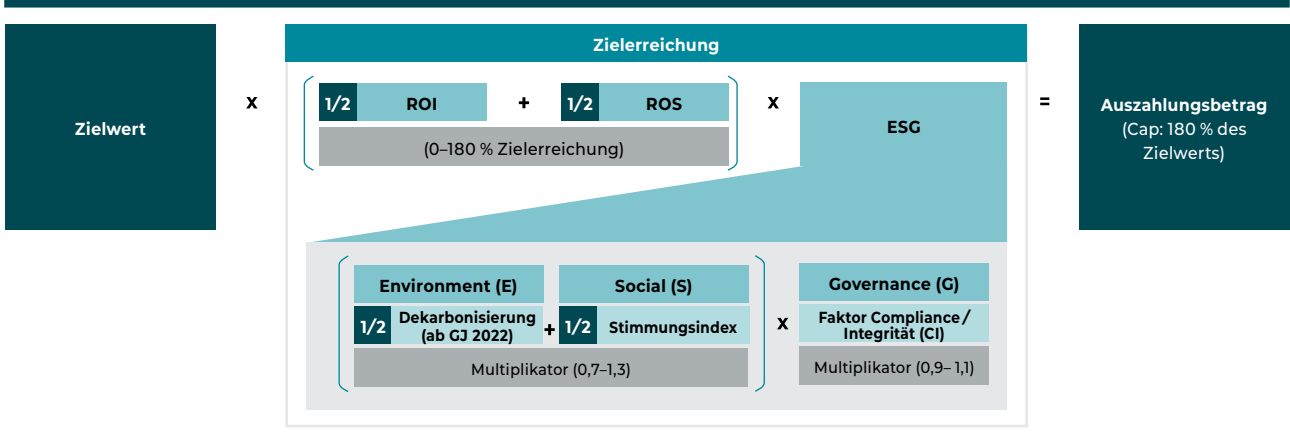 Zielerreichung
Zielwert
x
1/2 ROI + 1/2 ROS
(0–180 % Zielerreichung)
x
ESG
=
Auszahlungsbetrag
(Cap: 180 % des
Zielwerts)
Environment (E)
Social (S)
1/2 Dekarbonisierung
(ab GJ 2022)
+ 1/2 Stimmungsindex
Multiplikator (0,7–1,3)
x
Governance (G)
Faktor Compliance /
Integrität (CI)
Multiplikator (0,9– 1,1)